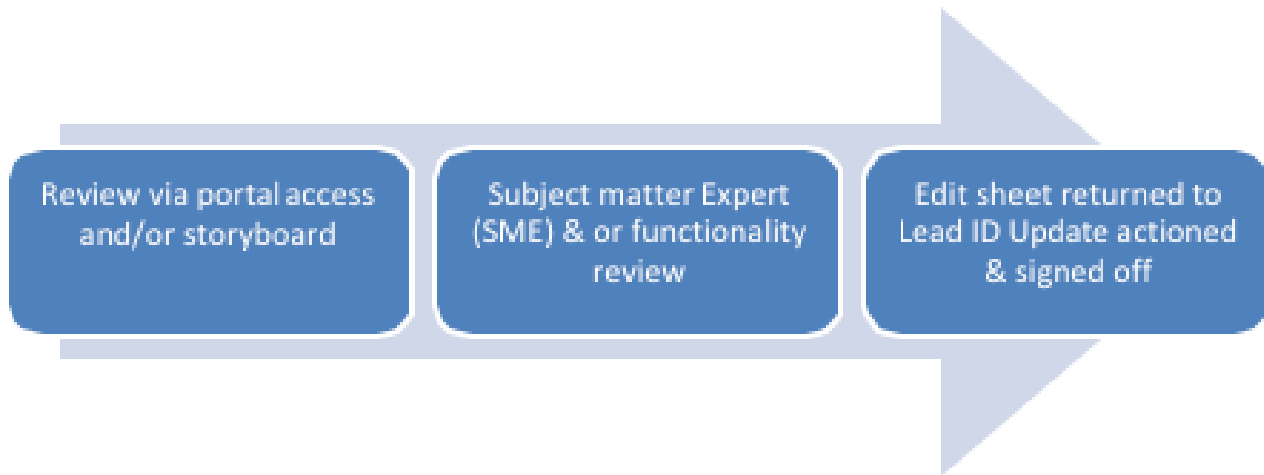 Review via portal access
and/or storyboard
Subject matter Expert
(SME) & or functionality
review
Edit sheet returned to
Lead ID Update actioned
& signed off